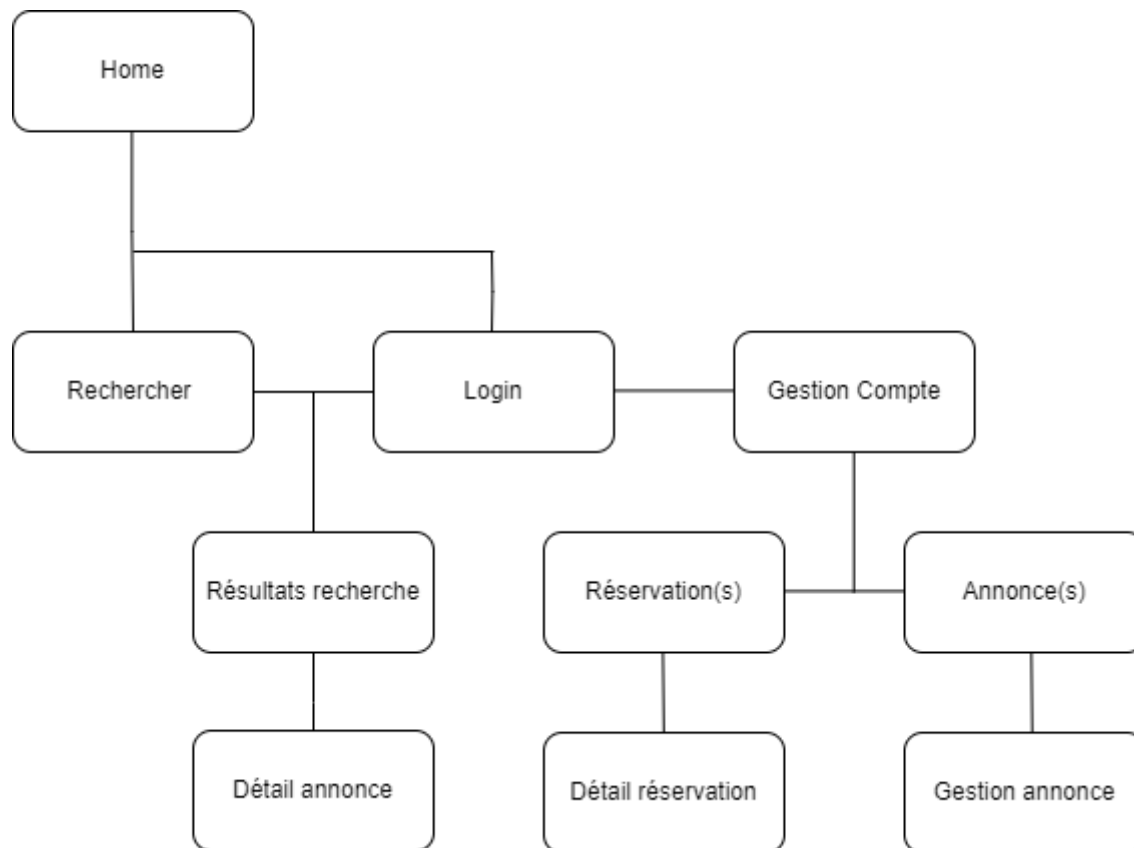 Home
Rechercher
Login
Gestion Compte
Résultats recherche
Réservation(s)
Annonce(s)
Détail annonce
Détail réservation
Gestion annonce